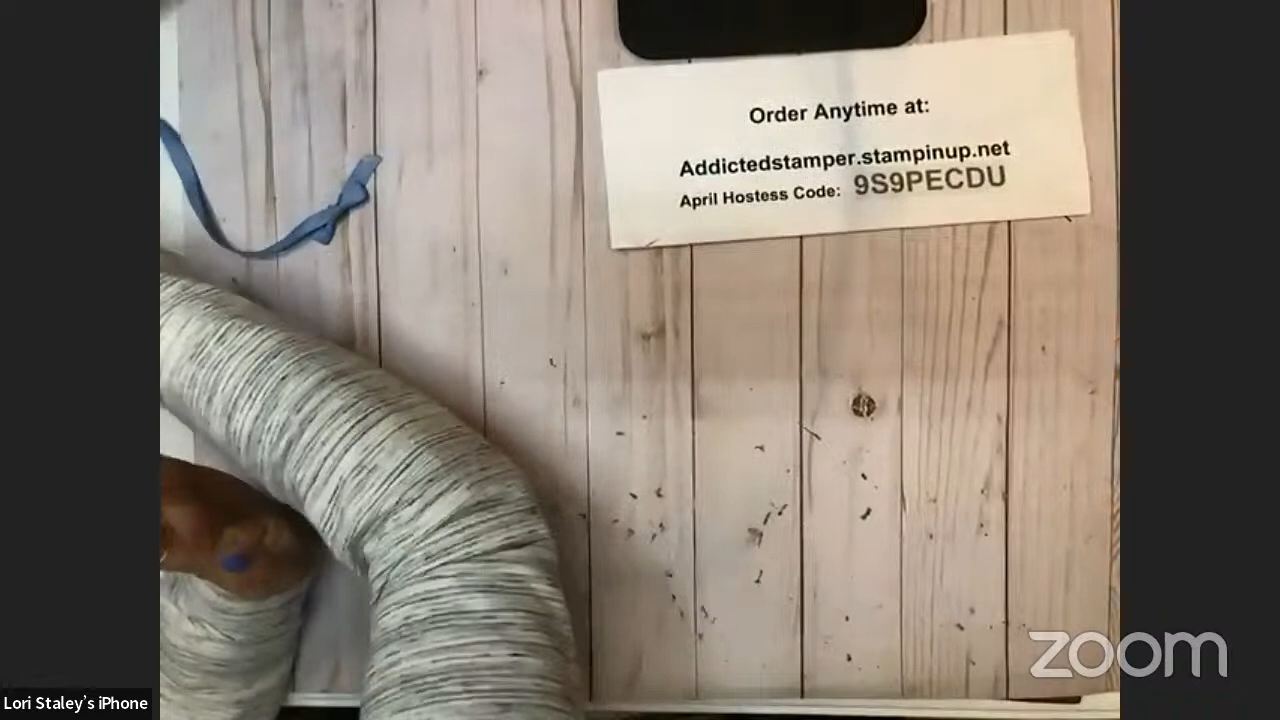 Order Anytime at:
Addictedstamper.stampinup.net
April Hostess Code: 9S9PECDU
zoom
Lori Staley's iPhone